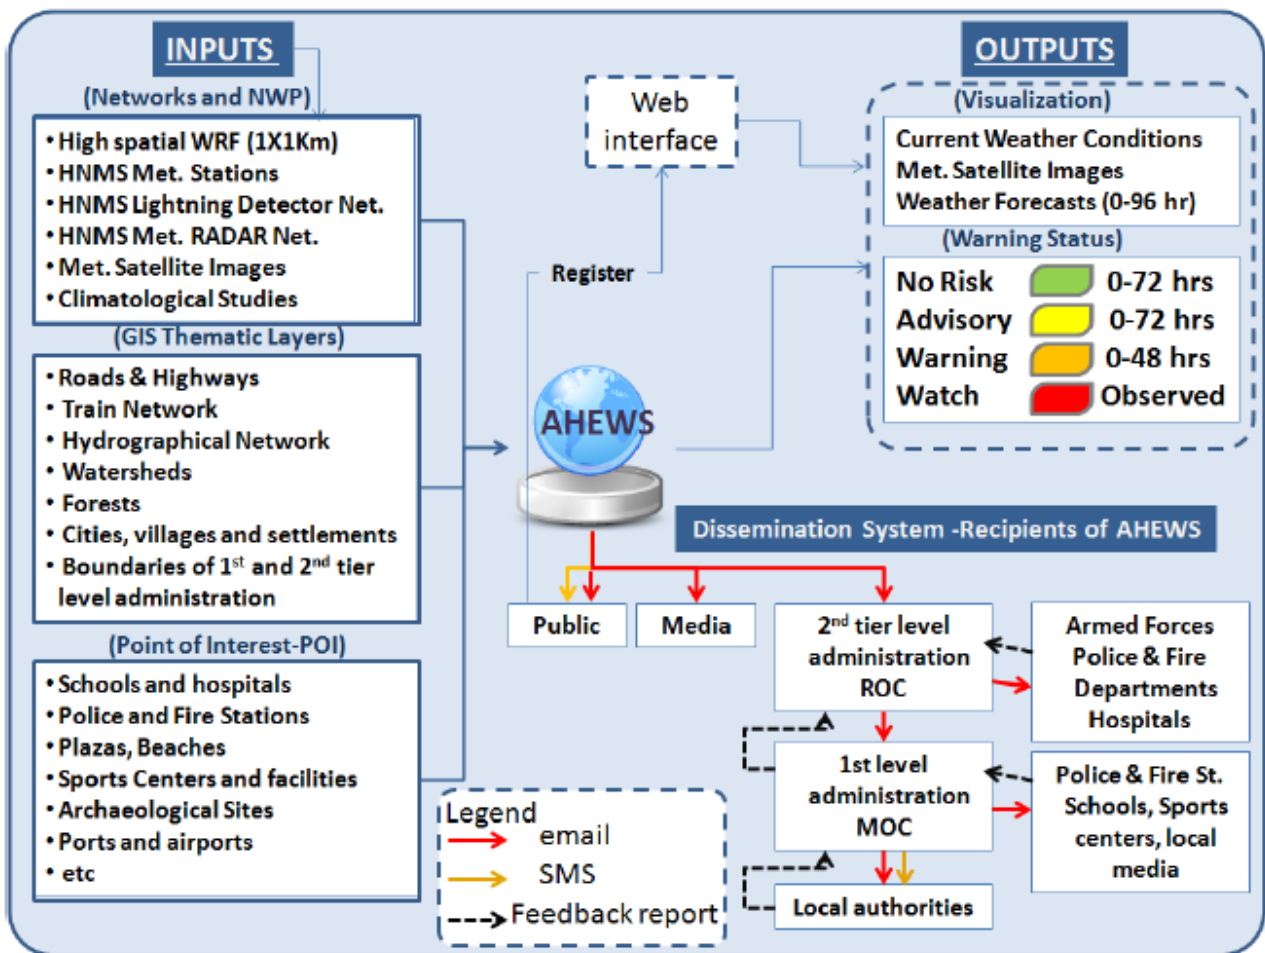 INPUTS
(Networks and NWP)
• High spatial WRF (1X1Km)
• HNMS Met. Stations
• HNMS Lightning Detector Net.
• HNMS Met. RADAR Net.
• Met. Satellite Images
• Climatological Studies
(GIS Thematic Layers)
• Roads & Highways
• Train Network
• Hydrographical Network
• Watersheds
• Forests
• Cities, villages and settlements
• Boundaries of 1st and 2nd tier
level administration
(Point of Interest-POI)
• Schools and hospitals
• Police and Fire Stations
• Plazas, Beaches
• Sports Centers and facilities
• Archaeological Sites
• Ports and airports
• etc
Web
interface
Register
AHEWS
OUTPUTS
(Visualization)
Current Weather Conditions
Met. Satellite Images
Weather Forecasts (0-96 hr)
(Warning Status)
No Risk 0-72 hrs
Advisory 0-72 hrs
Warning 0-48 hrs
Watch Observed
Dissemination System -Recipients of AHEWS
Public
Media
2nd tier level
administration
ROC
Armed Forces
Police & Fire
Departments
Hospitals
1st level
administration
MOC
Police & Fire St.
Schools, Sports
centers, local
media
Local authorities
Legend
email
SMS
Feedback report